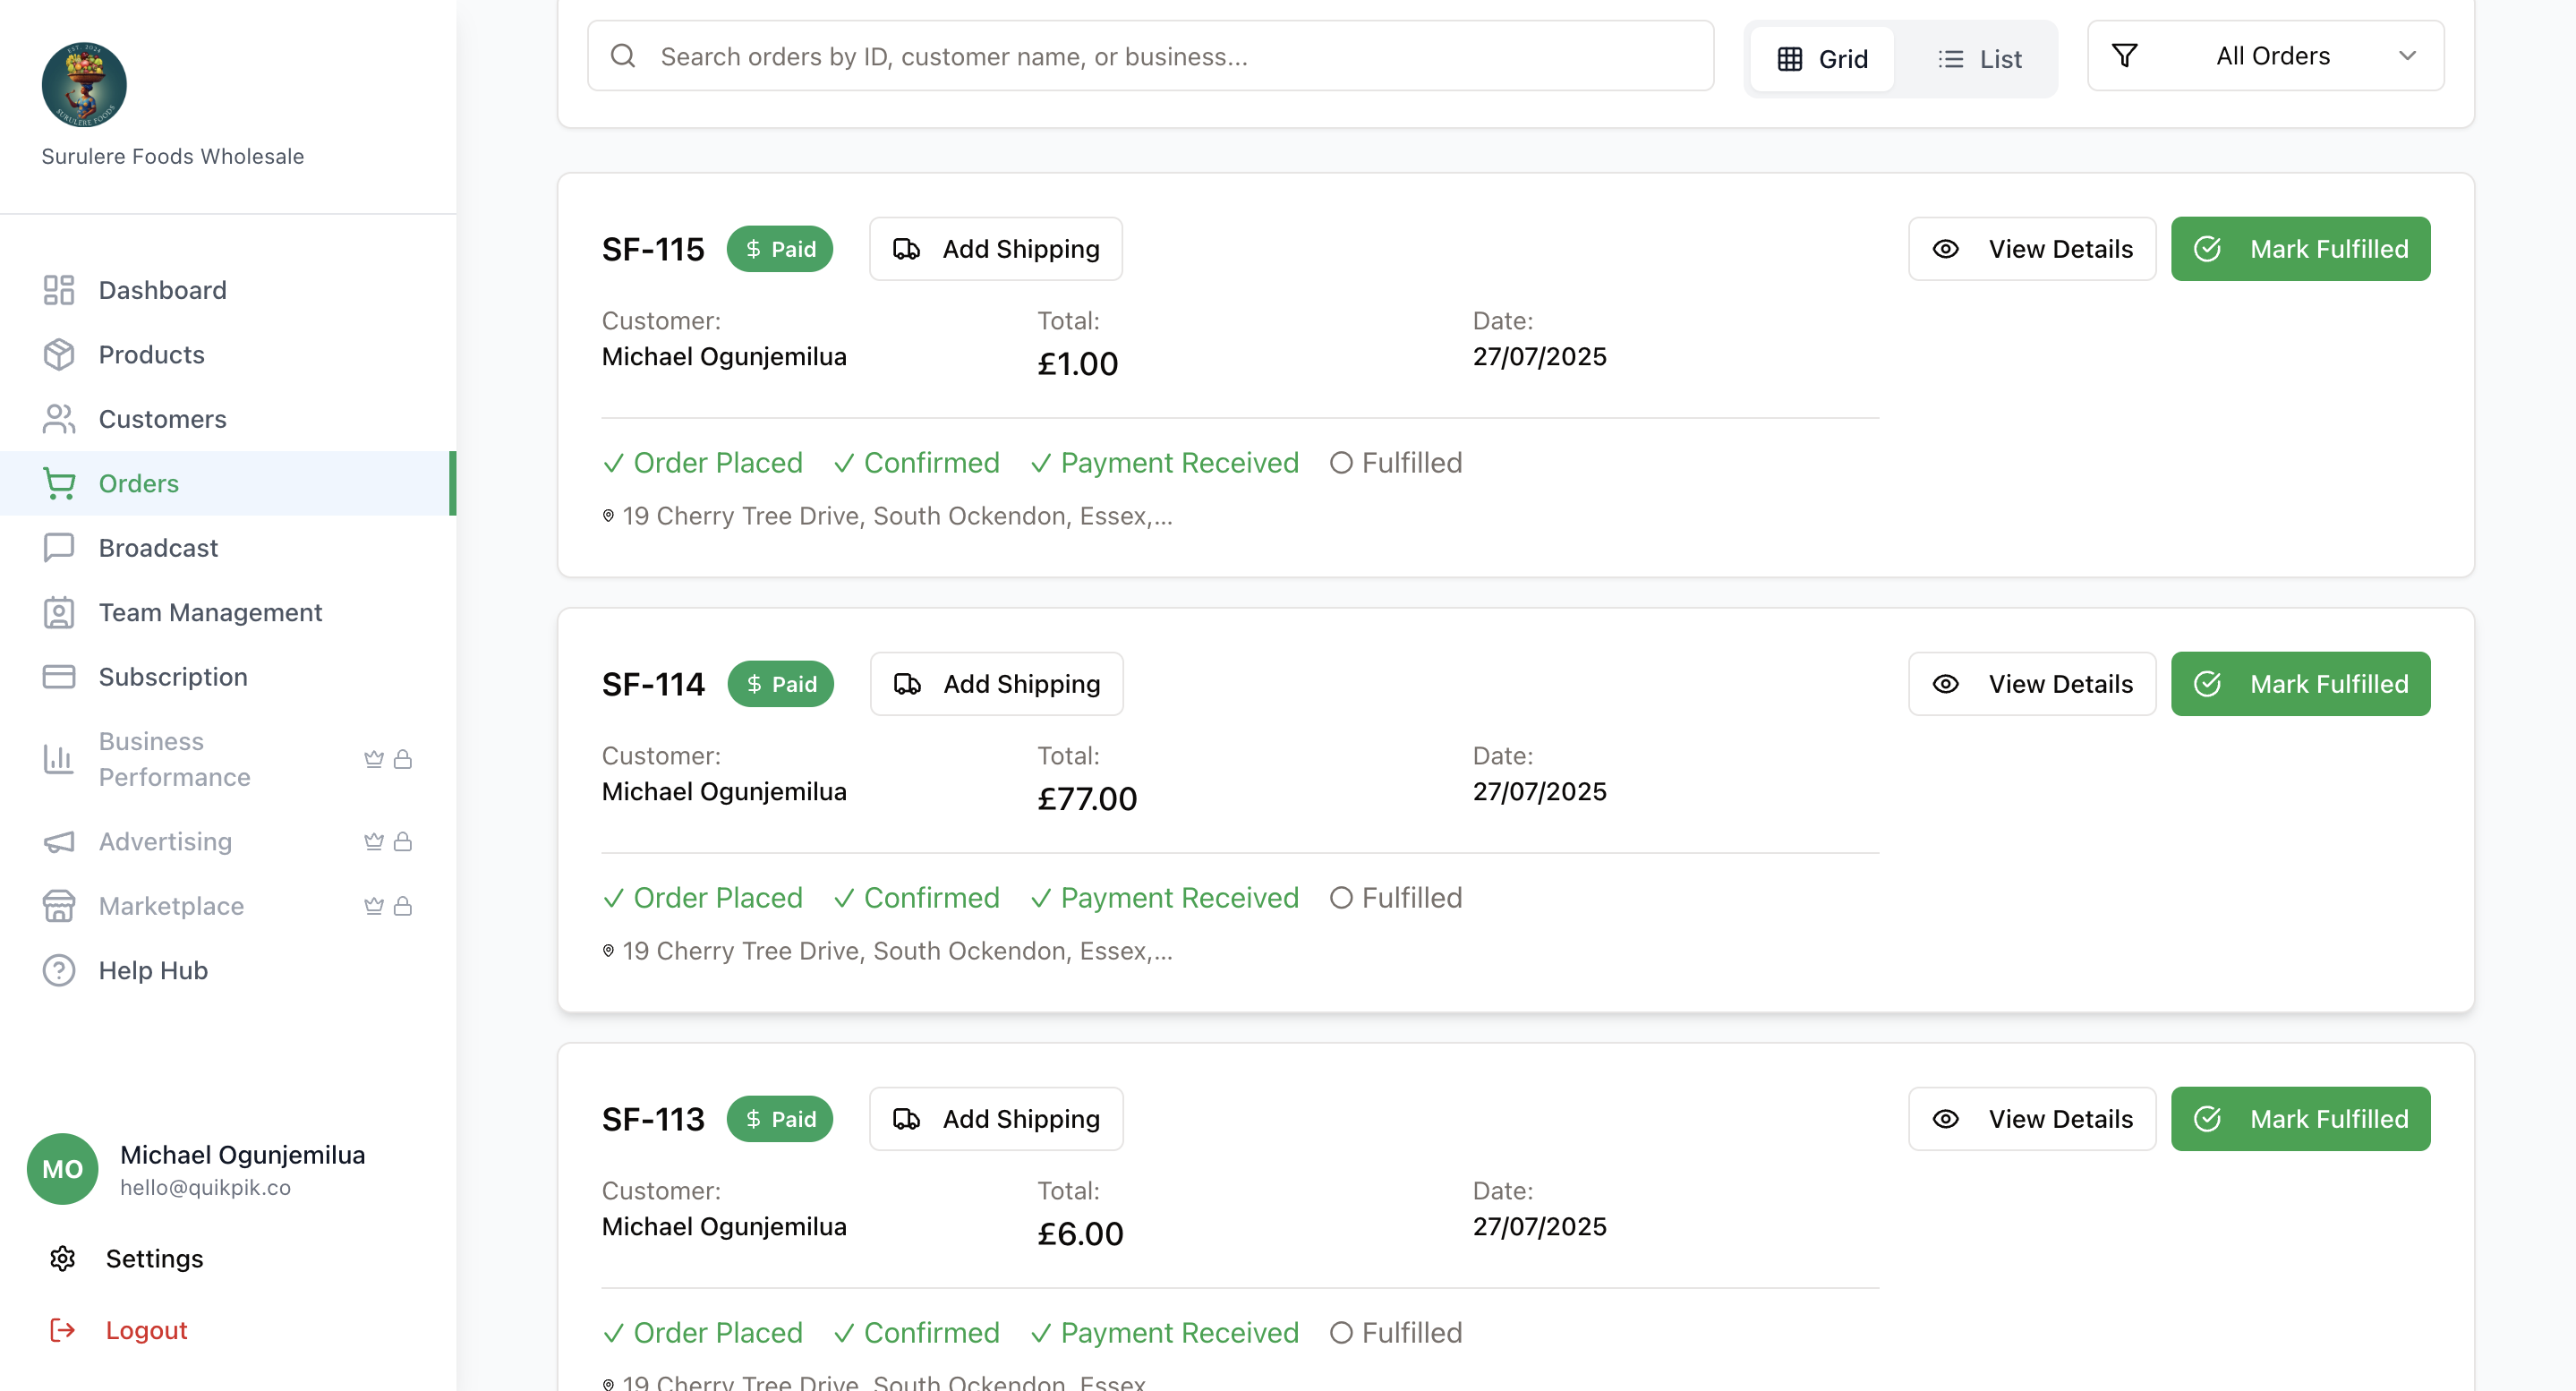 EST. 2024
SURULERE FOODS
Surulere Foods Wholesale
Dashboard
Products
Customers
Orders
Broadcast
Team Management
Subscription
Business
Performance
Advertising
Marketplace
Help Hub
MO
Michael Ogunjemilua
hello@quikpik.co
Settings
Logout
Search orders by ID, customer name, or business...
Grid
List
All Orders
SF-115
$ Paid
Add Shipping
View Details
Mark Fulfilled
Customer:
Michael Ogunjemilua
Total:
£1.00
Date:
27/07/2025
✓ Order Placed
✓ Confirmed
✓ Payment Received
Fulfilled
19 Cherry Tree Drive, South Ockendon, Essex,...
SF-114
$ Paid
Add Shipping
View Details
Mark Fulfilled
Customer:
Michael Ogunjemilua
Total:
£77.00
Date:
27/07/2025
✓ Order Placed
✓ Confirmed
✓ Payment Received
Fulfilled
19 Cherry Tree Drive, South Ockendon, Essex,...
SF-113
$ Paid
Add Shipping
View Details
Mark Fulfilled
Customer:
Michael Ogunjemilua
Total:
£6.00
Date:
27/07/2025
✓ Order Placed
✓ Confirmed
✓ Payment Received
Fulfilled
19 Cherry Tree Drive, South Ockendon, Essex